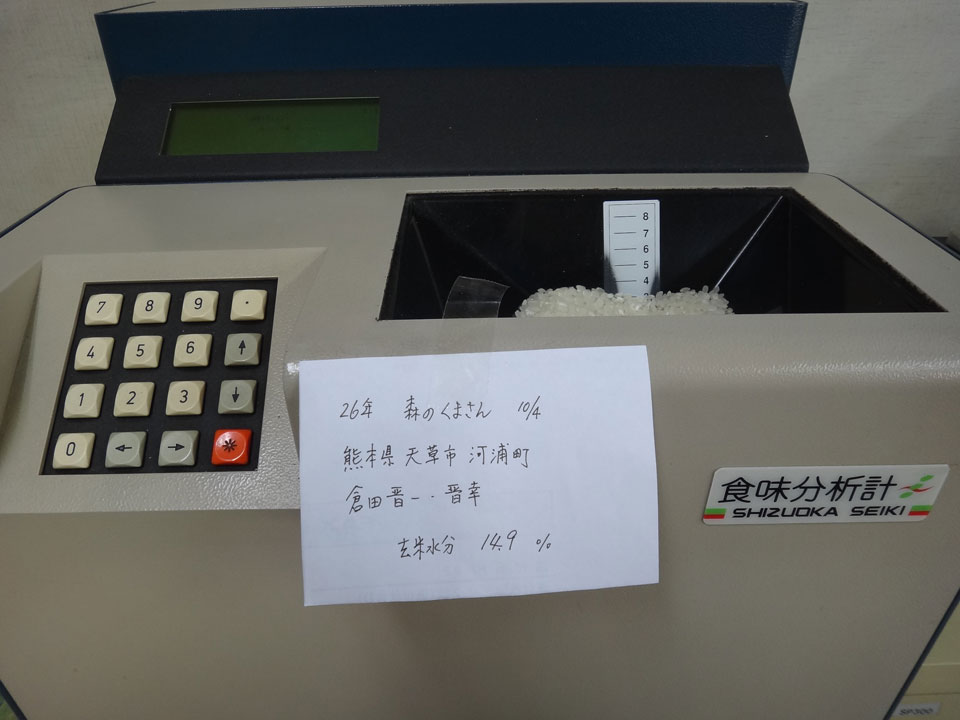 8
7
6
5
4
7 8 9 ·
4 5 6 ↑
1 2 3 ↓
0 ← → *
26年 森のくまさん 10/4
熊本県 天草市 河浦町
倉田晋一・晋幸
玄米水分 14.9 %
食味分析計
SHIZUOKA SEIKI
SP300